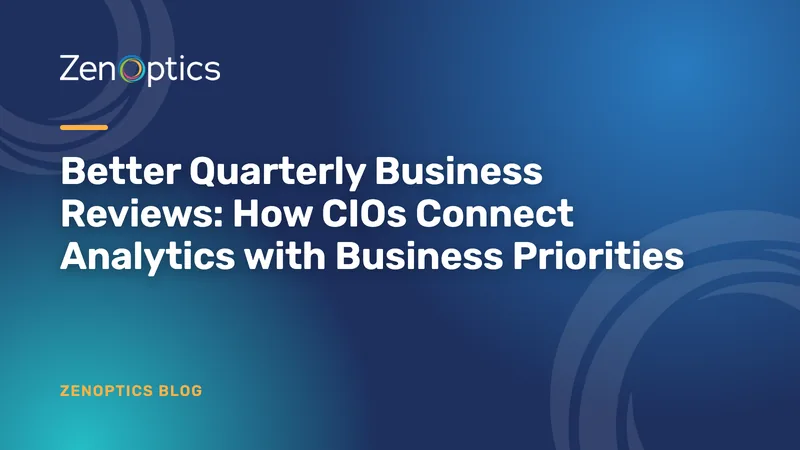 ZenOptics
Better Quarterly Business
Reviews: How CIOs Connect
Analytics with Business Priorities
ZENOPTICS BLOG